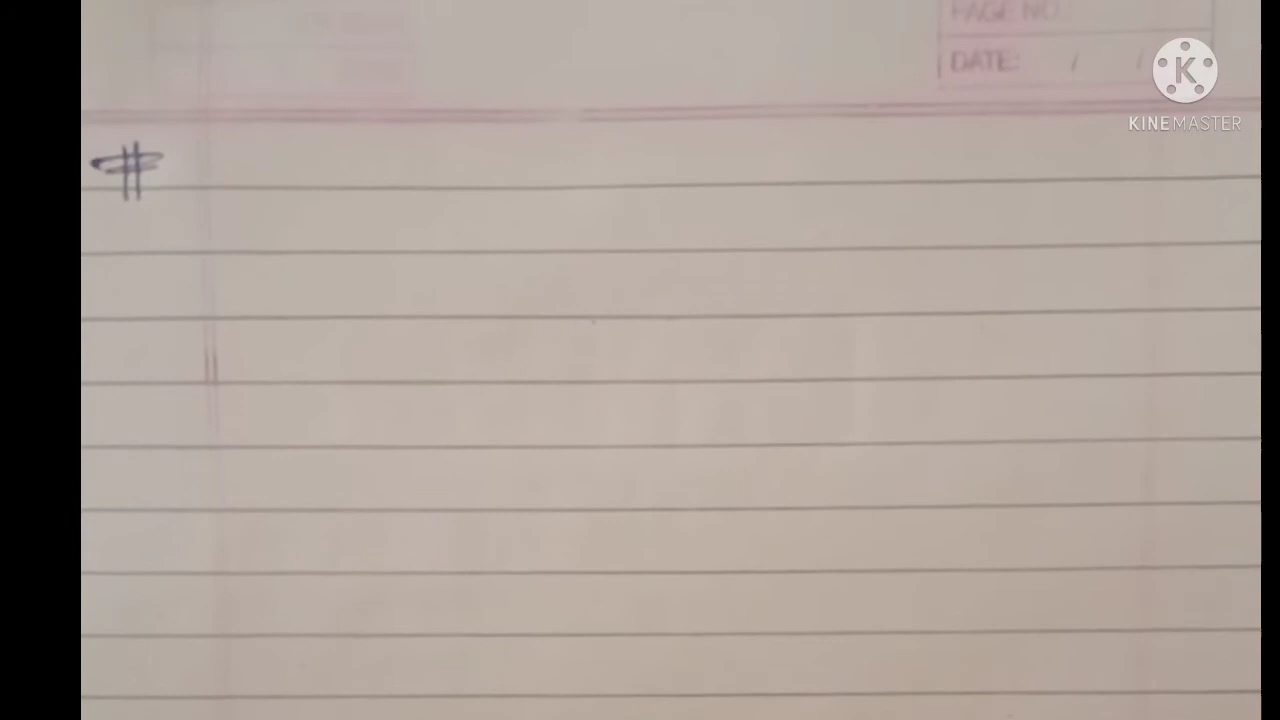 PAGE NO.
DATE: / /
KINEMASTER
#